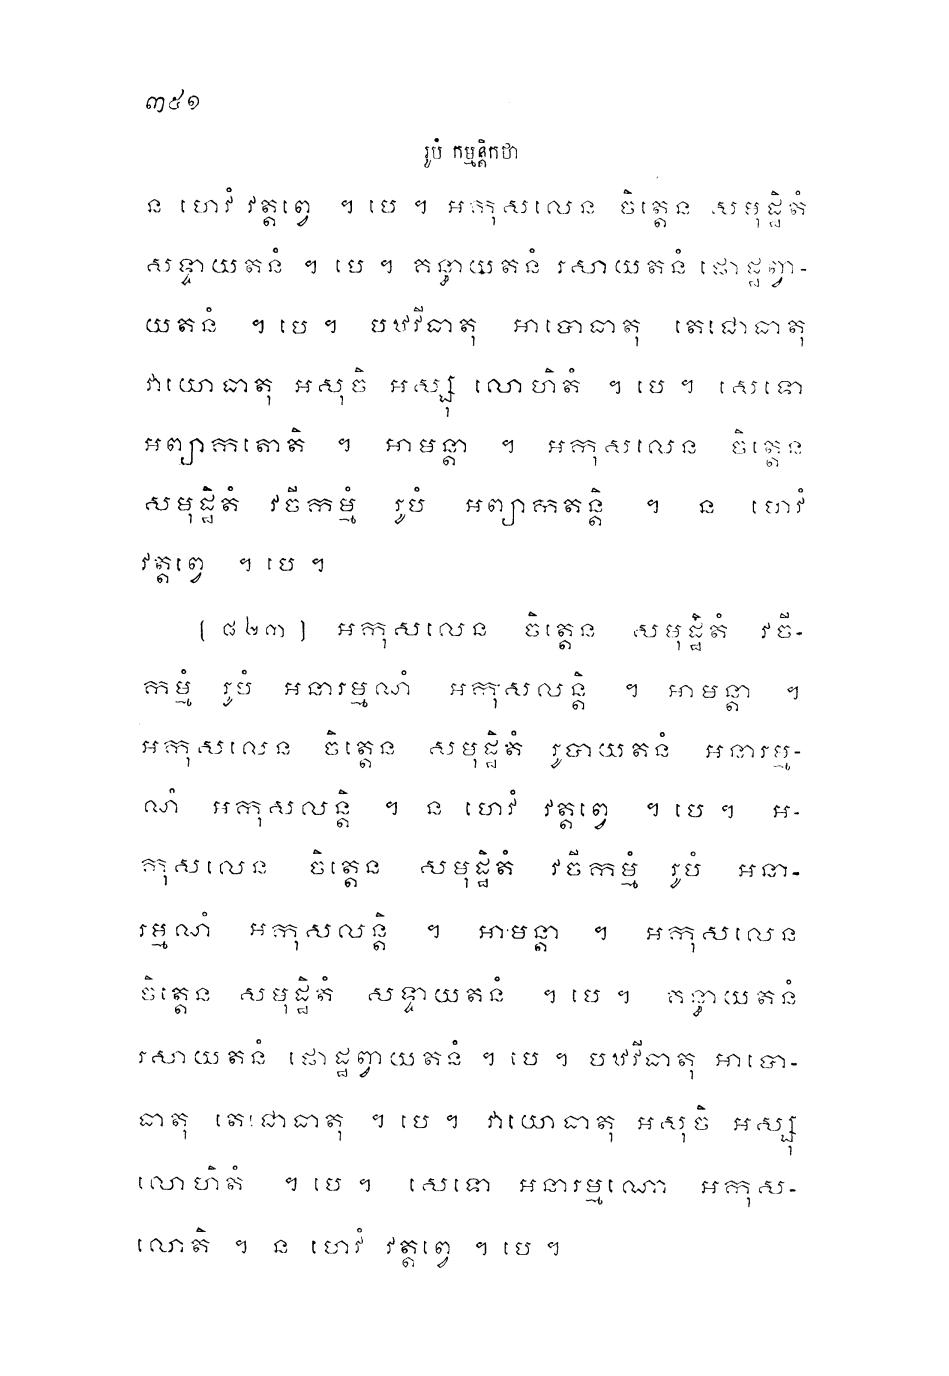 ៣៥១
រូបំ កម្មន្តិកថា
ន ហេវំ វត្តព្វេ ។ បេ ។ អកុសលេន ចិត្តេន សមុដ្ឋិតំ
សទ្ទាយតនំ ។ បេ ។ គន្ធាយតនំ រសាយតនំ ផោដ្ឋព្វា-
យតនំ ។ បេ ។ បឋវីធាតុ អាបោធាតុ តេជោធាតុ
វាយោធាតុ អសុចិ អស្សុ លោហិតំ ។ បេ ។ សេទោ
អព្យាកតោតិ ។ អាមន្តា ។ អកុសលេន ចិត្តេន
សមុដ្ឋិតំ វចីកម្មំ រូបំ អព្យាកតន្តិ ។ ន ហេវំ
វត្តព្វេ ។ បេ ។
[ ៨២៣ ] អកុសលេន ចិត្តេន សមុដ្ឋិតំ វចី-
កម្មំ រូបំ អនារម្មណំ អកុសលន្តិ ។ អាមន្តា ។
អកុសលេន ចិត្តេន សមុដ្ឋិតំ រូបាយតនំ អនារម្ម-
ណំ អកុសលន្តិ ។ ន ហេវំ វត្តព្វេ ។ បេ ។ អ-
កុសលេន ចិត្តេន សមុដ្ឋិតំ វចីកម្មំ រូបំ អនា-
រម្មណំ អកុសលន្តិ ។ អាមន្តា ។ អកុសលេន
ចិត្តេន សមុដ្ឋិតំ សទ្ទាយតនំ ។ បេ ។ គន្ធាយតនំ
រសាយតនំ ផោដ្ឋព្វាយតនំ ។ បេ ។ បឋវីធាតុ អាបោ-
ធាតុ តេជោធាតុ ។ បេ ។ វាយោធាតុ អសុចិ អស្សុ
លោហិតំ ។ បេ ។ សេទោ អនារម្មណោ អកុស-
លោតិ ។ ន ហេវំ វត្តព្វេ ។ បេ ។